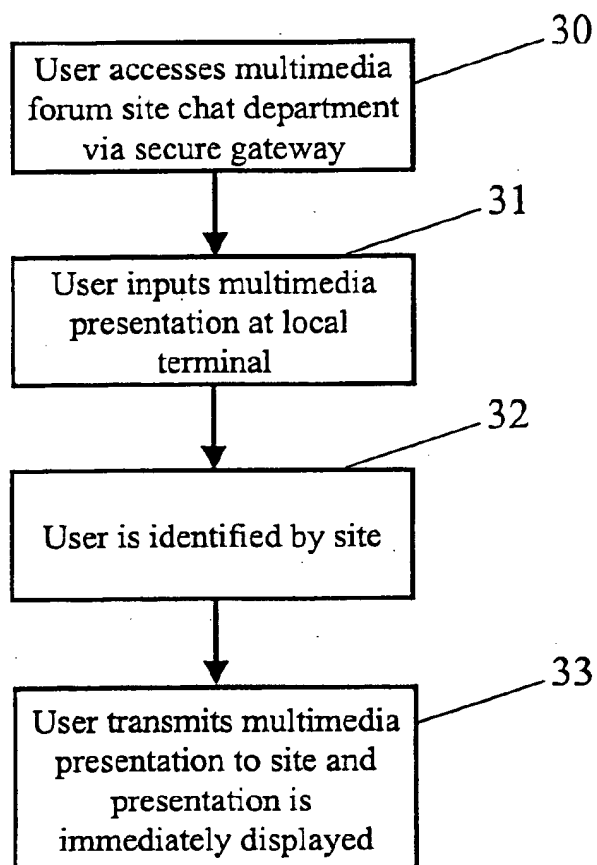 30
User accesses multimedia
forum site chat department
via secure gateway
31
User inputs multimedia
presentation at local
terminal
32
User is identified by site
33
User transmits multimedia
presentation to site and
presentation is
immediately displayed